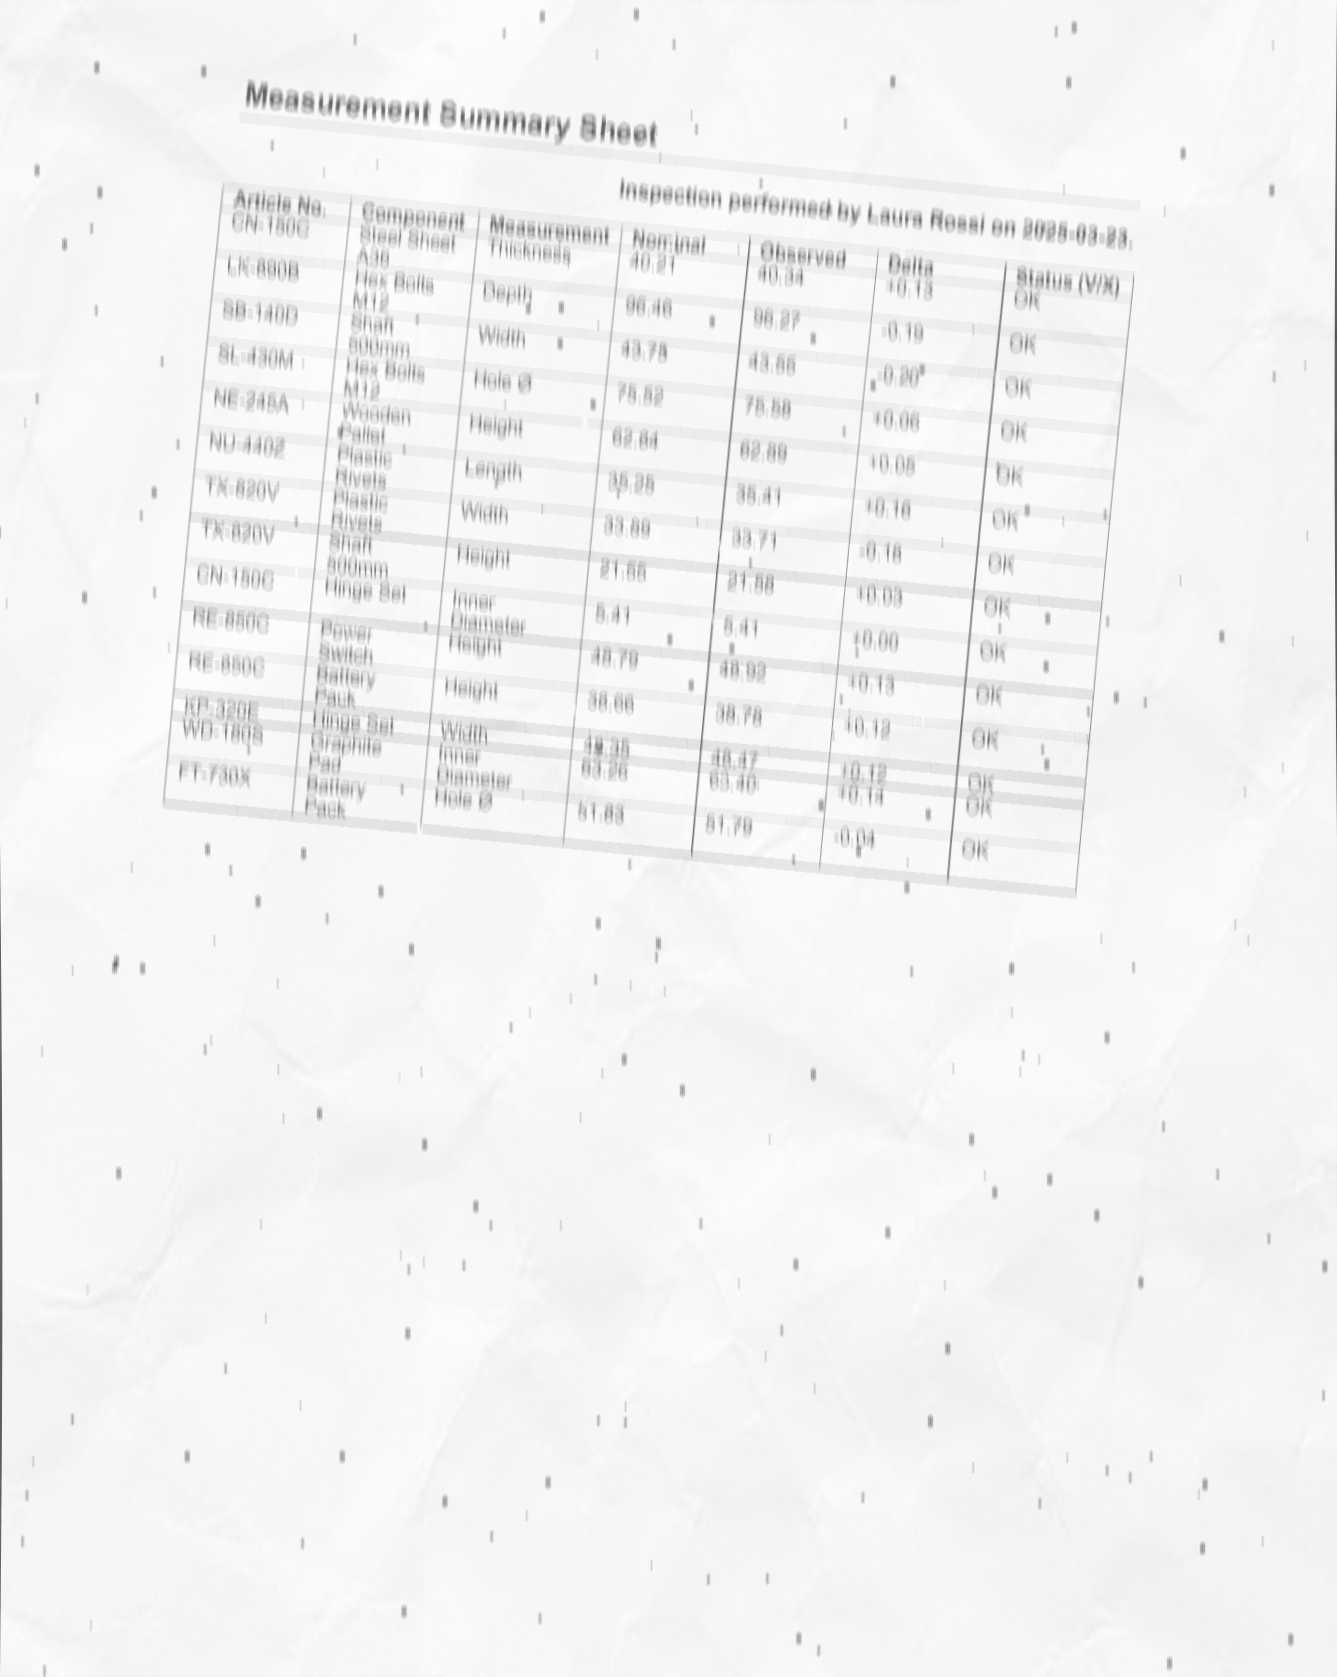 Measurement Summary Sheet
Inspection performed by Laura Rossi on 2025-03-23.
Article No. Component Measurement Nominal Observed Delta Status (V/X)
CN-150C Steel Sheet A36 Thickness 40.21 40.34 +0.13 OK
LK-890B Hex Bolts M12 Depth 96.46 96.27 -0.19 OK
SB-140D Shaft 500mm Width 43.75 43.55 -0.20 OK
SL-430M Hex Bolts M12 Hole Ø 75.52 75.58 +0.06 OK
NE-245A Wooden Pallet Height 62.84 62.89 +0.05 OK
NU-440Z Plastic Rivets Length 35.25 35.41 +0.16 OK
TX-820V Plastic Rivets Width 33.89 33.71 -0.18 OK
TX-820V Shaft 500mm Height 21.55 21.58 +0.03 OK
CN-150C Hinge Set Inner Diameter 5.41 5.41 +0.00 OK
RE-850C Power Switch Height 48.79 48.92 +0.13 OK
RE-850C Battery Pack Height 38.66 38.78 +0.12 OK
KP-320E Hinge Set Width 48.35 48.47 +0.12 OK
WD-180S Graphite Pad Inner Diameter 63.26 63.40 +0.14 OK
FT-730X Battery Pack Hole Ø 51.83 51.79 -0.04 OK